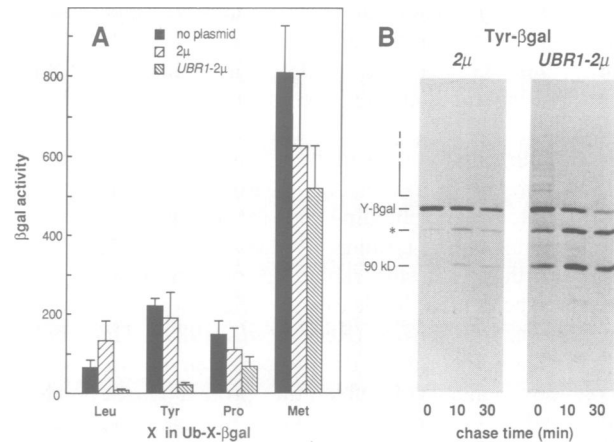 A
no plasmid
2μ
UBR1-2μ
βgal activity
800
600
400
200
0
Leu Tyr Pro Met
X in Ub-X-βgal
B
Tyr-βgal
2μ UBR1-2μ
Y-βgal
*
90 kD
0 10 30 0 10 30
chase time (min)